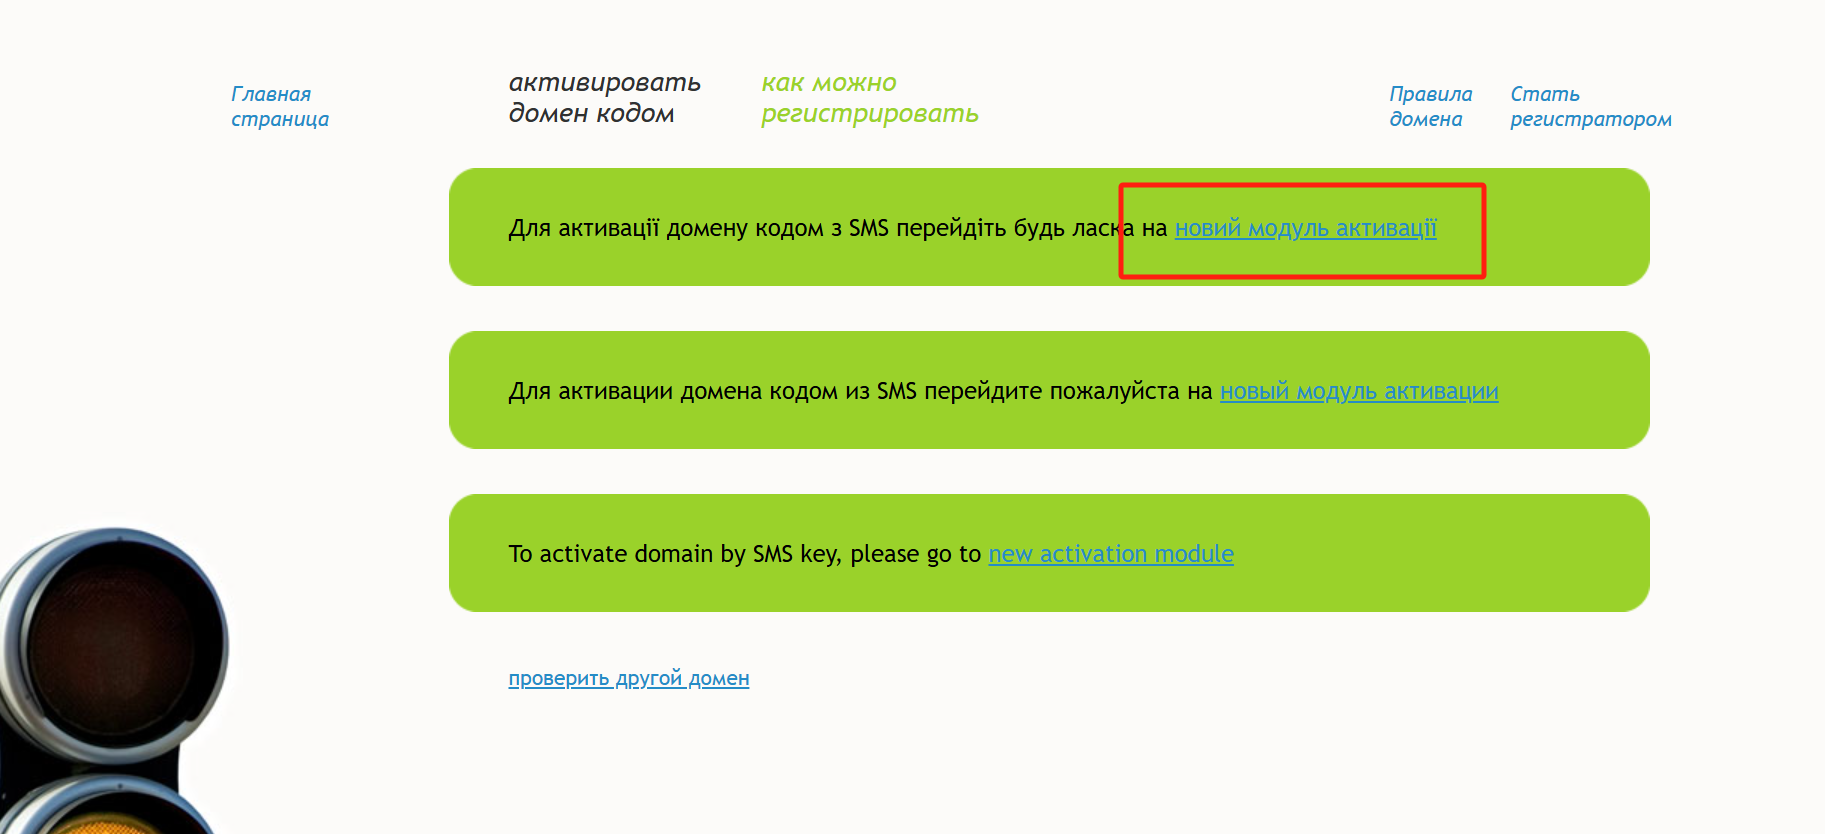 Главная
страница
активировать
домен кодом
как можно
регистрировать
Правила
домена
Стать
регистратором
Для активації домену кодом з SMS перейдіть будь ласка на новий модуль активації
Для активации домена кодом из SMS перейдите пожалуйста на новый модуль активации
To activate domain by SMS key, please go to new activation module
проверить другой домен